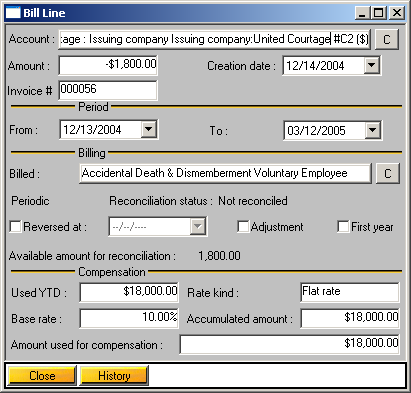 Bill Line
Account : :age : Issuing company Issuing company:United Courtage #C2 ($) C
Amount : -$1,800.00 Creation date : 12/14/2004
Invoice # 000056
Period
From : 12/13/2004 To : 03/12/2005
Billing
Billed : Accidental Death & Dismemberment Voluntary Employee C
Periodic Reconciliation status : Not reconciled
Reversed at : --/--/---- Adjustment First year
Available amount for reconciliation : 1,800.00
Compensation
Used YTD : $18,000.00 Rate kind : Flat rate
Base rate : 10.00% Accumulated amount : $18,000.00
Amount used for compensation : $18,000.00
Close History